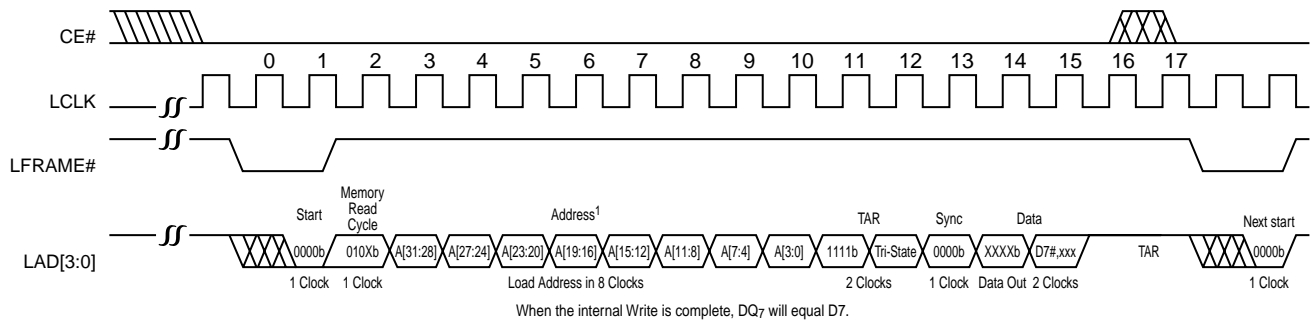 CE#
0 1 2 3 4 5 6 7 8 9 10 11 12 13 14 15 16 17
LCLK
LFRAME#
Start
Memory
Read
Cycle
Address1
TAR
Sync
Data
Next start
LAD[3:0]
0000b 010Xb A[31:28] A[27:24] A[23:20] A[19:16] A[15:12] A[11:8] A[7:4] A[3:0] 1111b Tri-State 0000b XXXXb D7#,xxx TAR 0000b
1 Clock 1 Clock Load Address in 8 Clocks 2 Clocks 1 Clock Data Out 2 Clocks 1 Clock
When the internal Write is complete, DQ7 will equal D7.